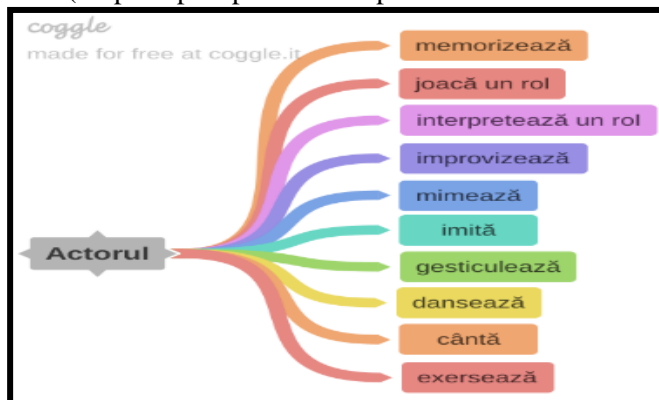 coggle
made for free at coggle.it
memorizează
joacă un rol
interpretează un rol
improvizează
mimează
imită
Actorul
gesticulează
dansează
cântă
exersează